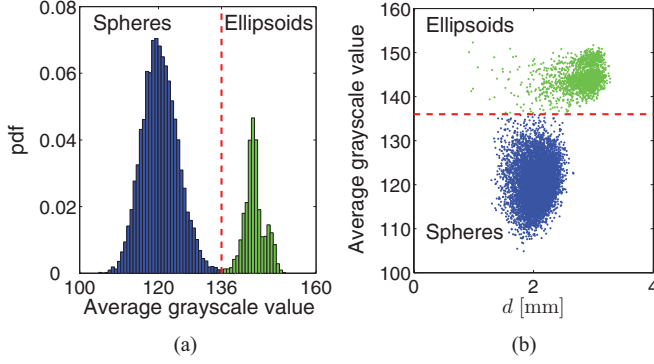 Spheres
Ellipsoids
pdf
0.08
0.06
0.04
0.02
0
100
120
136
160
Average grayscale value
(a)
Ellipsoids
Spheres
Average grayscale value
160
150
140
130
120
110
100
0
2
4
d [mm]
(b)